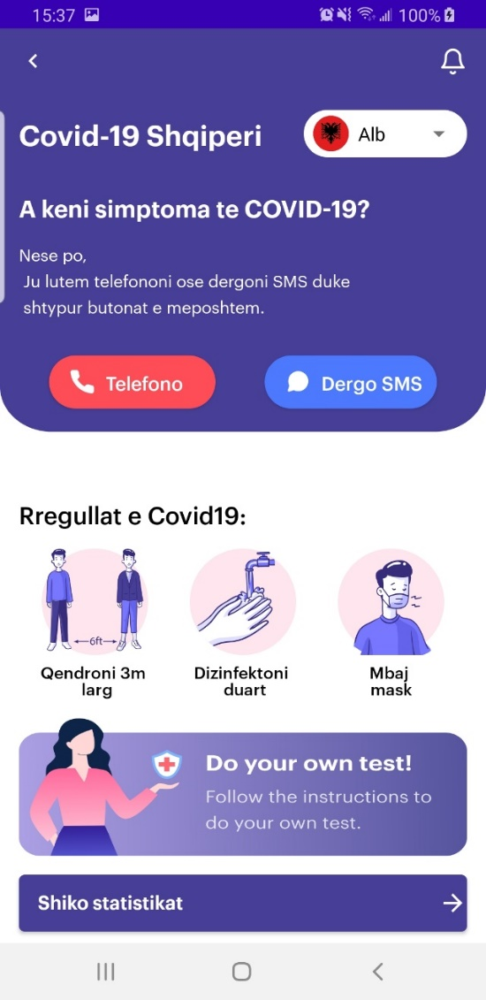 15:37
100%
Covid-19 Shqiperi
Alb
A keni simptoma te COVID-19?
Nese po,
Ju lutem telefononi ose dergoni SMS duke
shtypur butonat e meposhtem.
Telefono
Dergo SMS
Rregullat e Covid19:
6ft
Qendroni 3m
larg
Dizinfektoni
duart
Mbaj
mask
Do your own test!
Follow the instructions to
do your own test.
Shiko statistikat